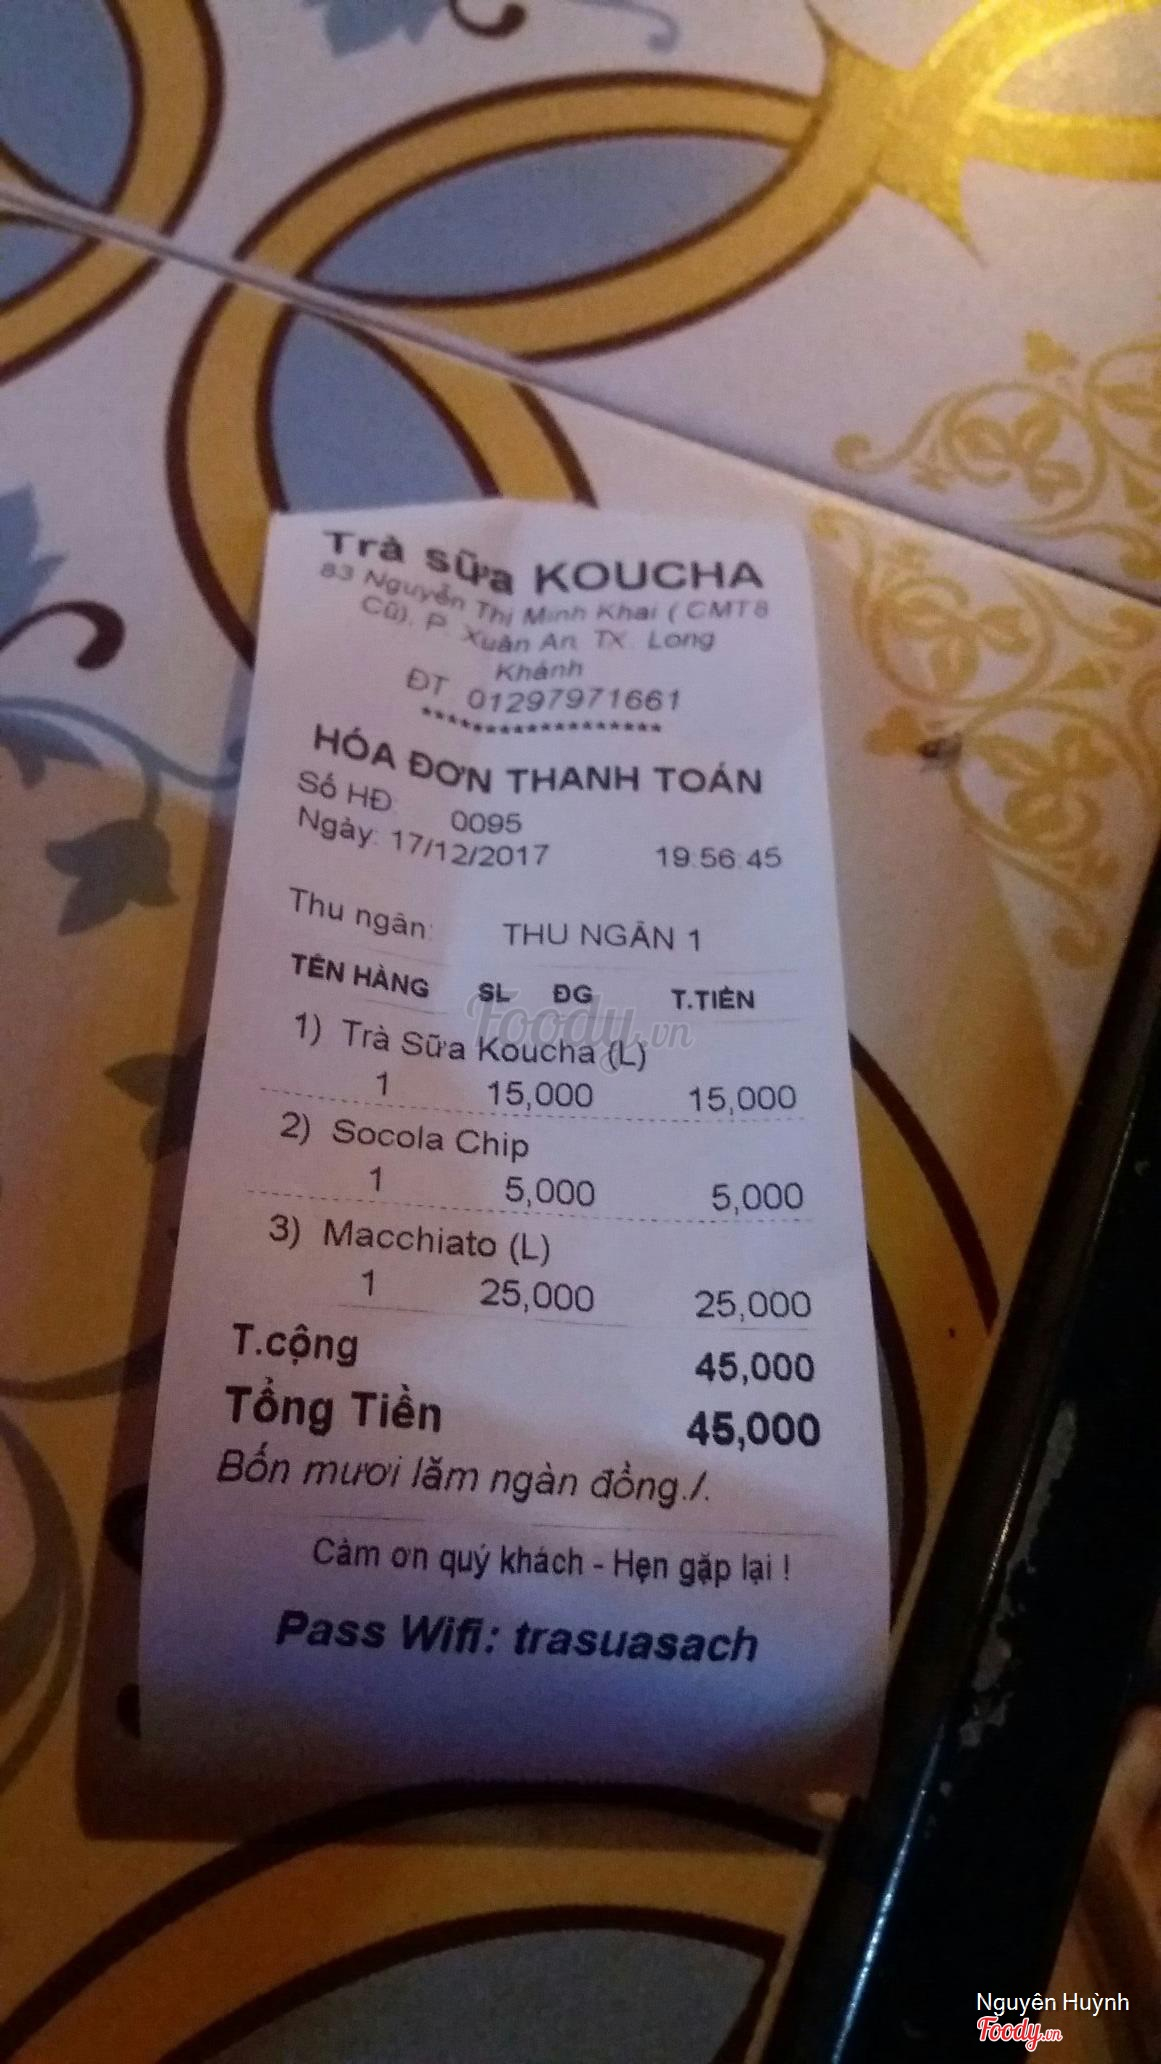 Trà sữa KOUCHA
83 Nguyễn Thị Minh Khai ( CMT8
Cũ), P. Xuân An, TX. Long
Khánh
ĐT 01297971661
******************
HÓA ĐƠN THANH TOÁN
Số HĐ: 0095
Ngày: 17/12/2017 19:56:45
Thu ngân: THU NGÂN 1
TÊN HÀNG SL ĐG T.TIỀN
Foody.vn
1) Trà Sữa Koucha (L)
1 15,000 15,000
2) Socola Chip
1 5,000 5,000
3) Macchiato (L)
1 25,000 25,000
T.cộng 45,000
Tổng Tiền 45,000
Bốn mươi lăm ngàn đồng./.
Cảm ơn quý khách - Hẹn gặp lại !
Pass Wifi: trasuasach
Nguyên Huỳnh
Foody.vn